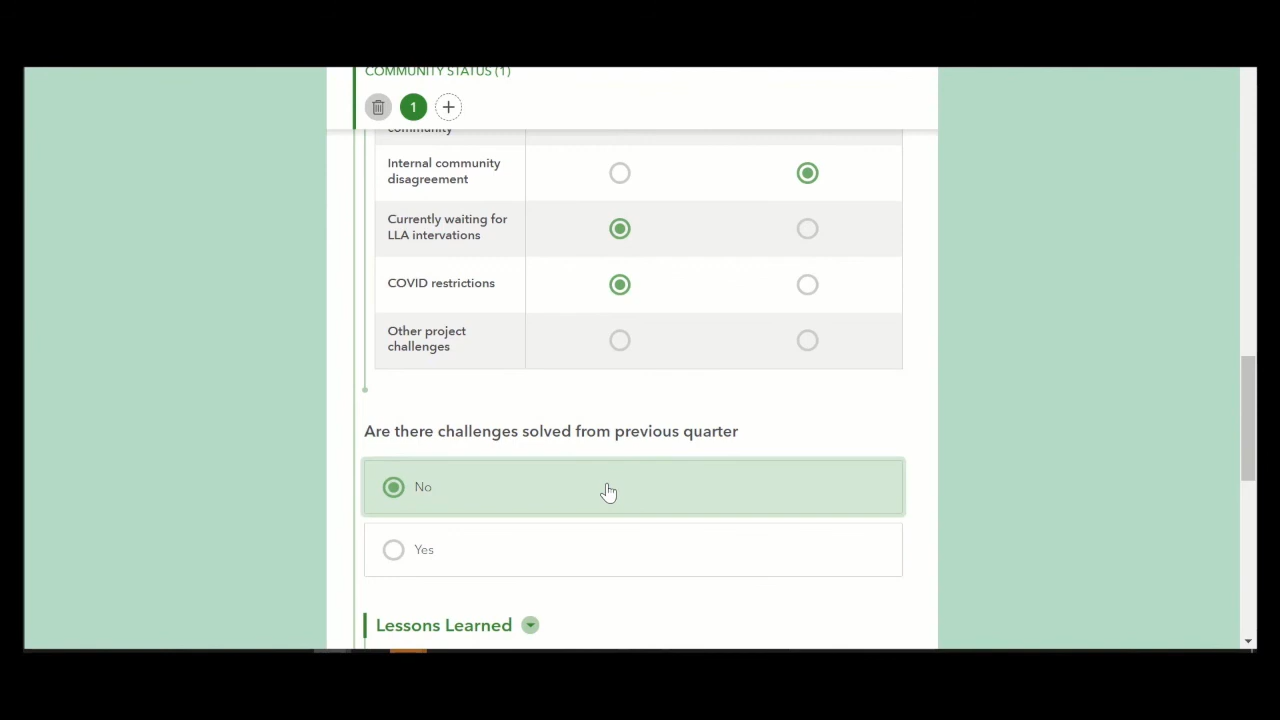 COMMUNITY STATUS (1)
1
community
Internal community
disagreement
Currently waiting for
LLA intervations
COVID restrictions
Other project
challenges
Are there challenges solved from previous quarter
No
Yes
Lessons Learned